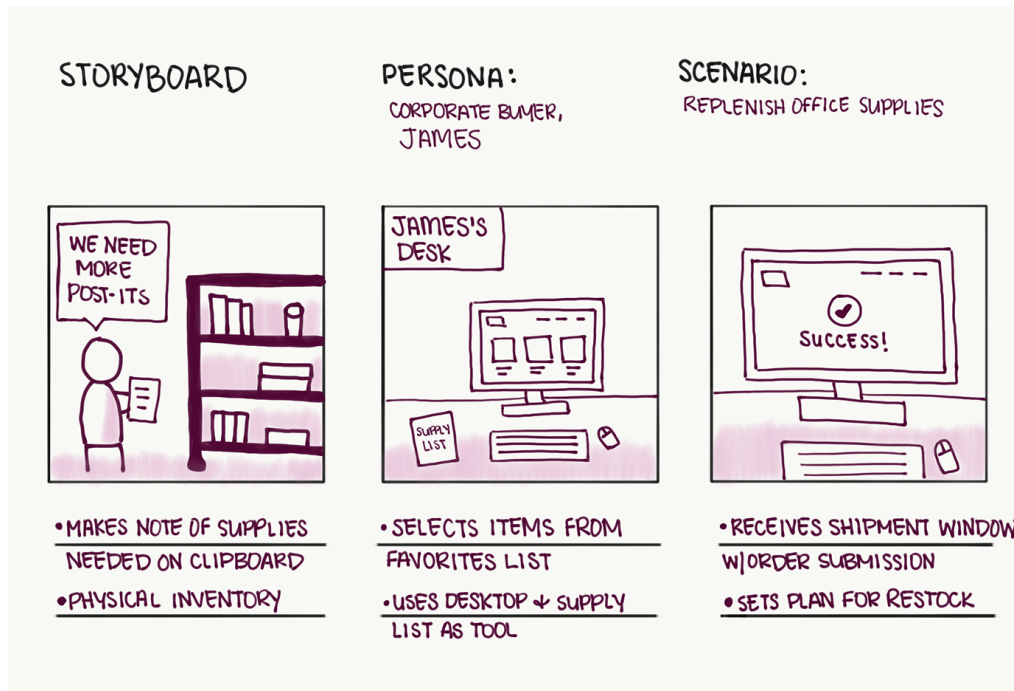 STORYBOARD
PERSONA:
CORPORATE BUYER,
JAMES
SCENARIO:
REPLENISH OFFICE SUPPLIES
WE NEED
MORE
POST-ITS
JAMES'S
DESK
SUPPLY
LIST
SUCCESS!
•MAKES NOTE OF SUPPLIES
NEEDED ON CLIPBOARD
•PHYSICAL INVENTORY
•SELECTS ITEMS FROM
FAVORITES LIST
•USES DESKTOP + SUPPLY
LIST AS TOOL
•RECEIVES SHIPMENT WINDOW
W/ORDER SUBMISSION
•SETS PLAN FOR RESTOCK